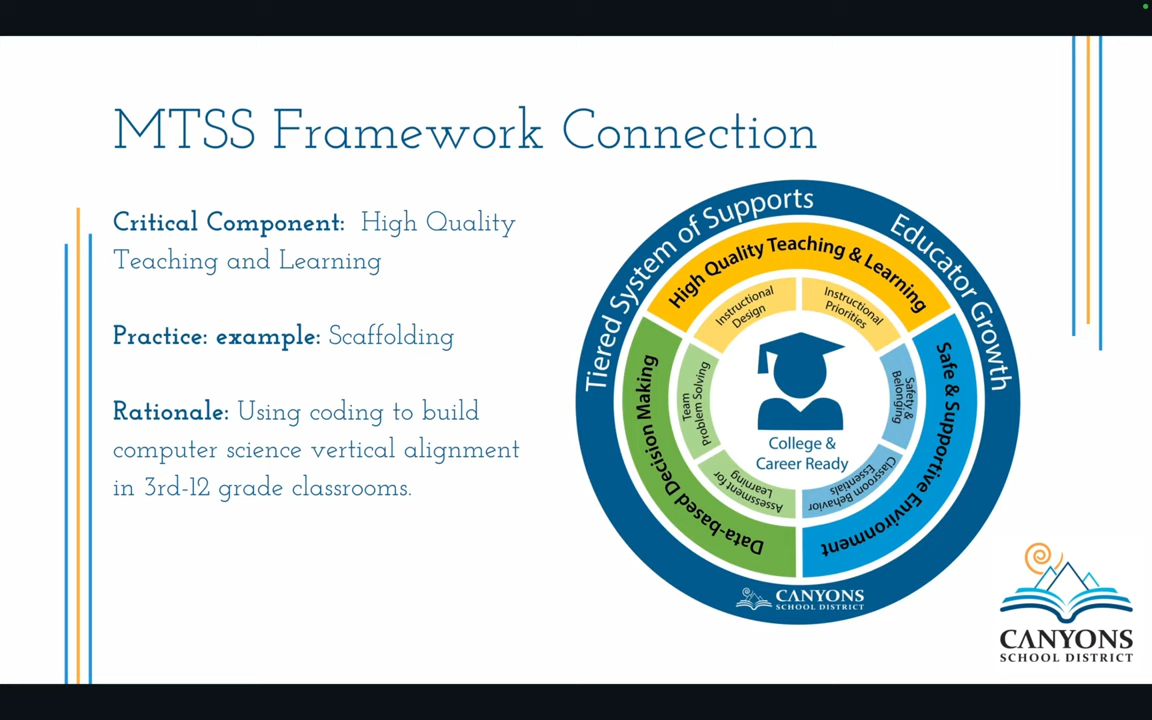 MTSS Framework Connection
Critical Component: High Quality
Teaching and Learning
Practice: example: Scaffolding
Rationale: Using coding to build
computer science vertical alignment
in 3rd-12 grade classrooms.
Tiered System of Supports
Educator Growth
High Quality Teaching & Learning
Instructional
Design
Instructional
Priorities
Data-based Decision Making
Team
Problem Solving
Assessment for
Learning
Safe & Supportive Environment
Safety &
Belonging
Classroom Behavior
Essentials
College &
Career Ready
CANYONS
SCHOOL DISTRICT
CANYONS
SCHOOL DISTRICT